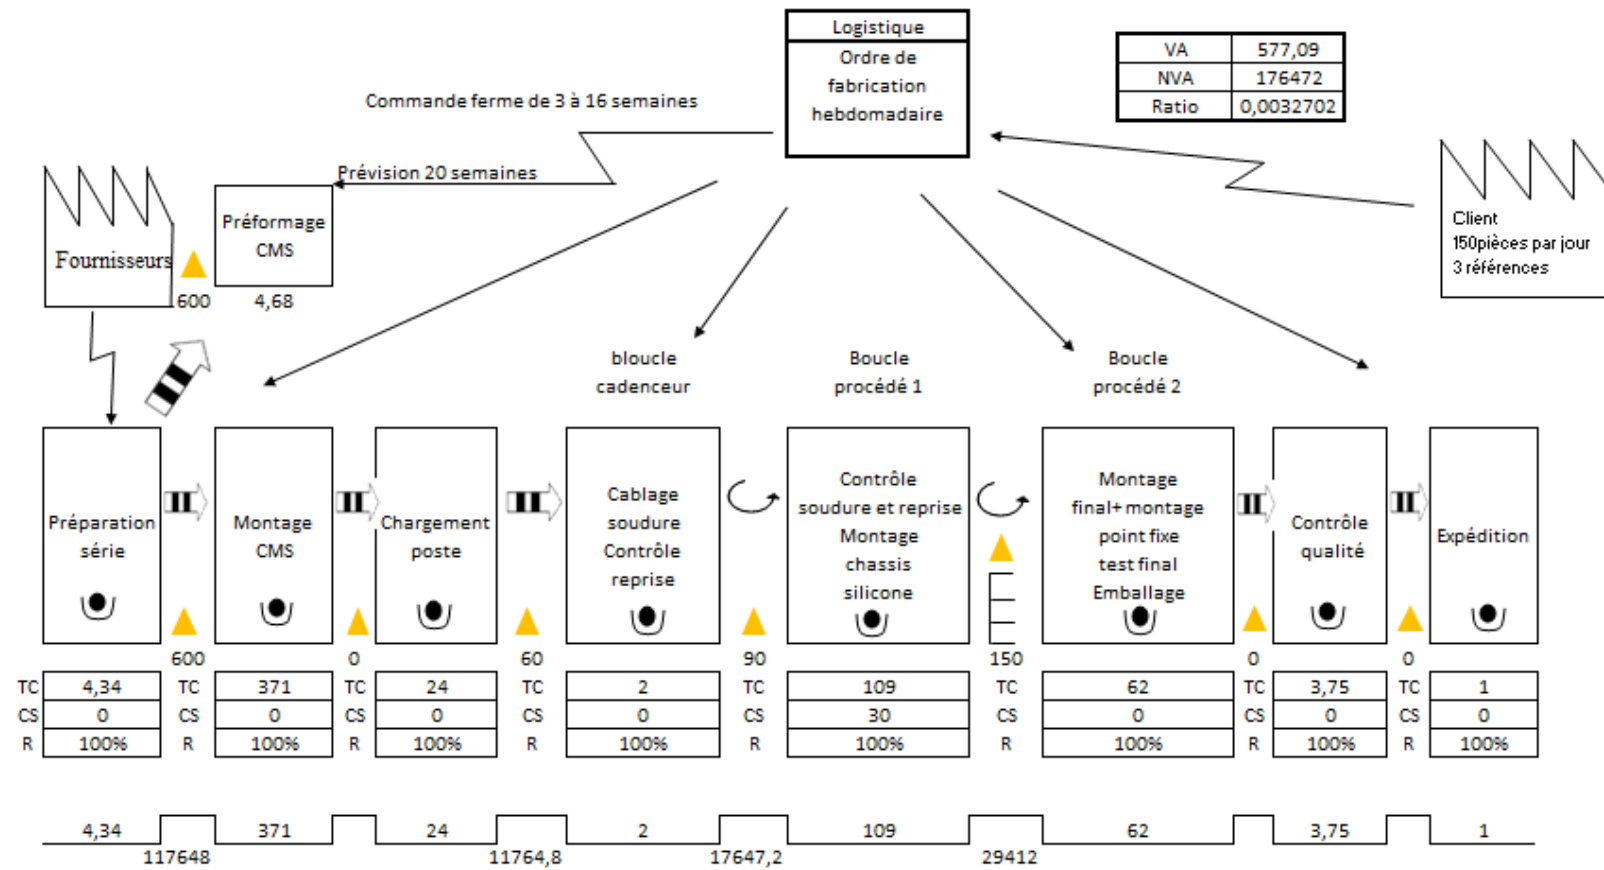 Logistique
Ordre de
fabrication
hebdomadaire
VA 577,09
NVA 176472
Ratio 0,0032702
Commande ferme de 3 à 16 semaines
Prévision 20 semaines
Fournisseurs
Préformage
CMS
600 4,68
Client
150pièces par jour
3 références
bloucle
cadenceur
Boucle
procédé 1
Boucle
procédé 2
Préparation
série
Montage
CMS
Chargement
poste
Cablage
soudure
Contrôle
reprise
Contrôle
soudure et reprise
Montage
chassis
silicone
Montage
final+ montage
point fixe
test final
Emballage
Contrôle
qualité
Expédition
600 0 60 90 150 0 0
TC 4,34 TC 371 TC 24 TC 2 TC 109 TC 62 TC 3,75 TC 1
CS 0 CS 0 CS 0 CS 0 CS 30 CS 0 CS 0 CS 0
R 100% R 100% R 100% R 100% R 100% R 100% R 100% R 100%
4,34 371 24 2 109 62 3,75 1
117648 11764,8 17647,2 29412